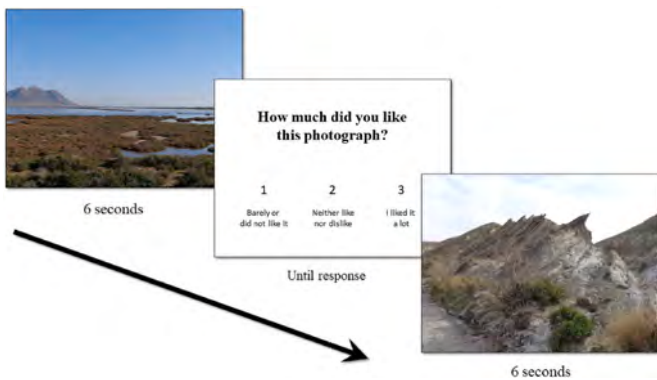 How much did you like
this photograph?
1 2 3
Barely or Neither like I liked it
did not like it nor dislike a lot
6 seconds
Until response
6 seconds